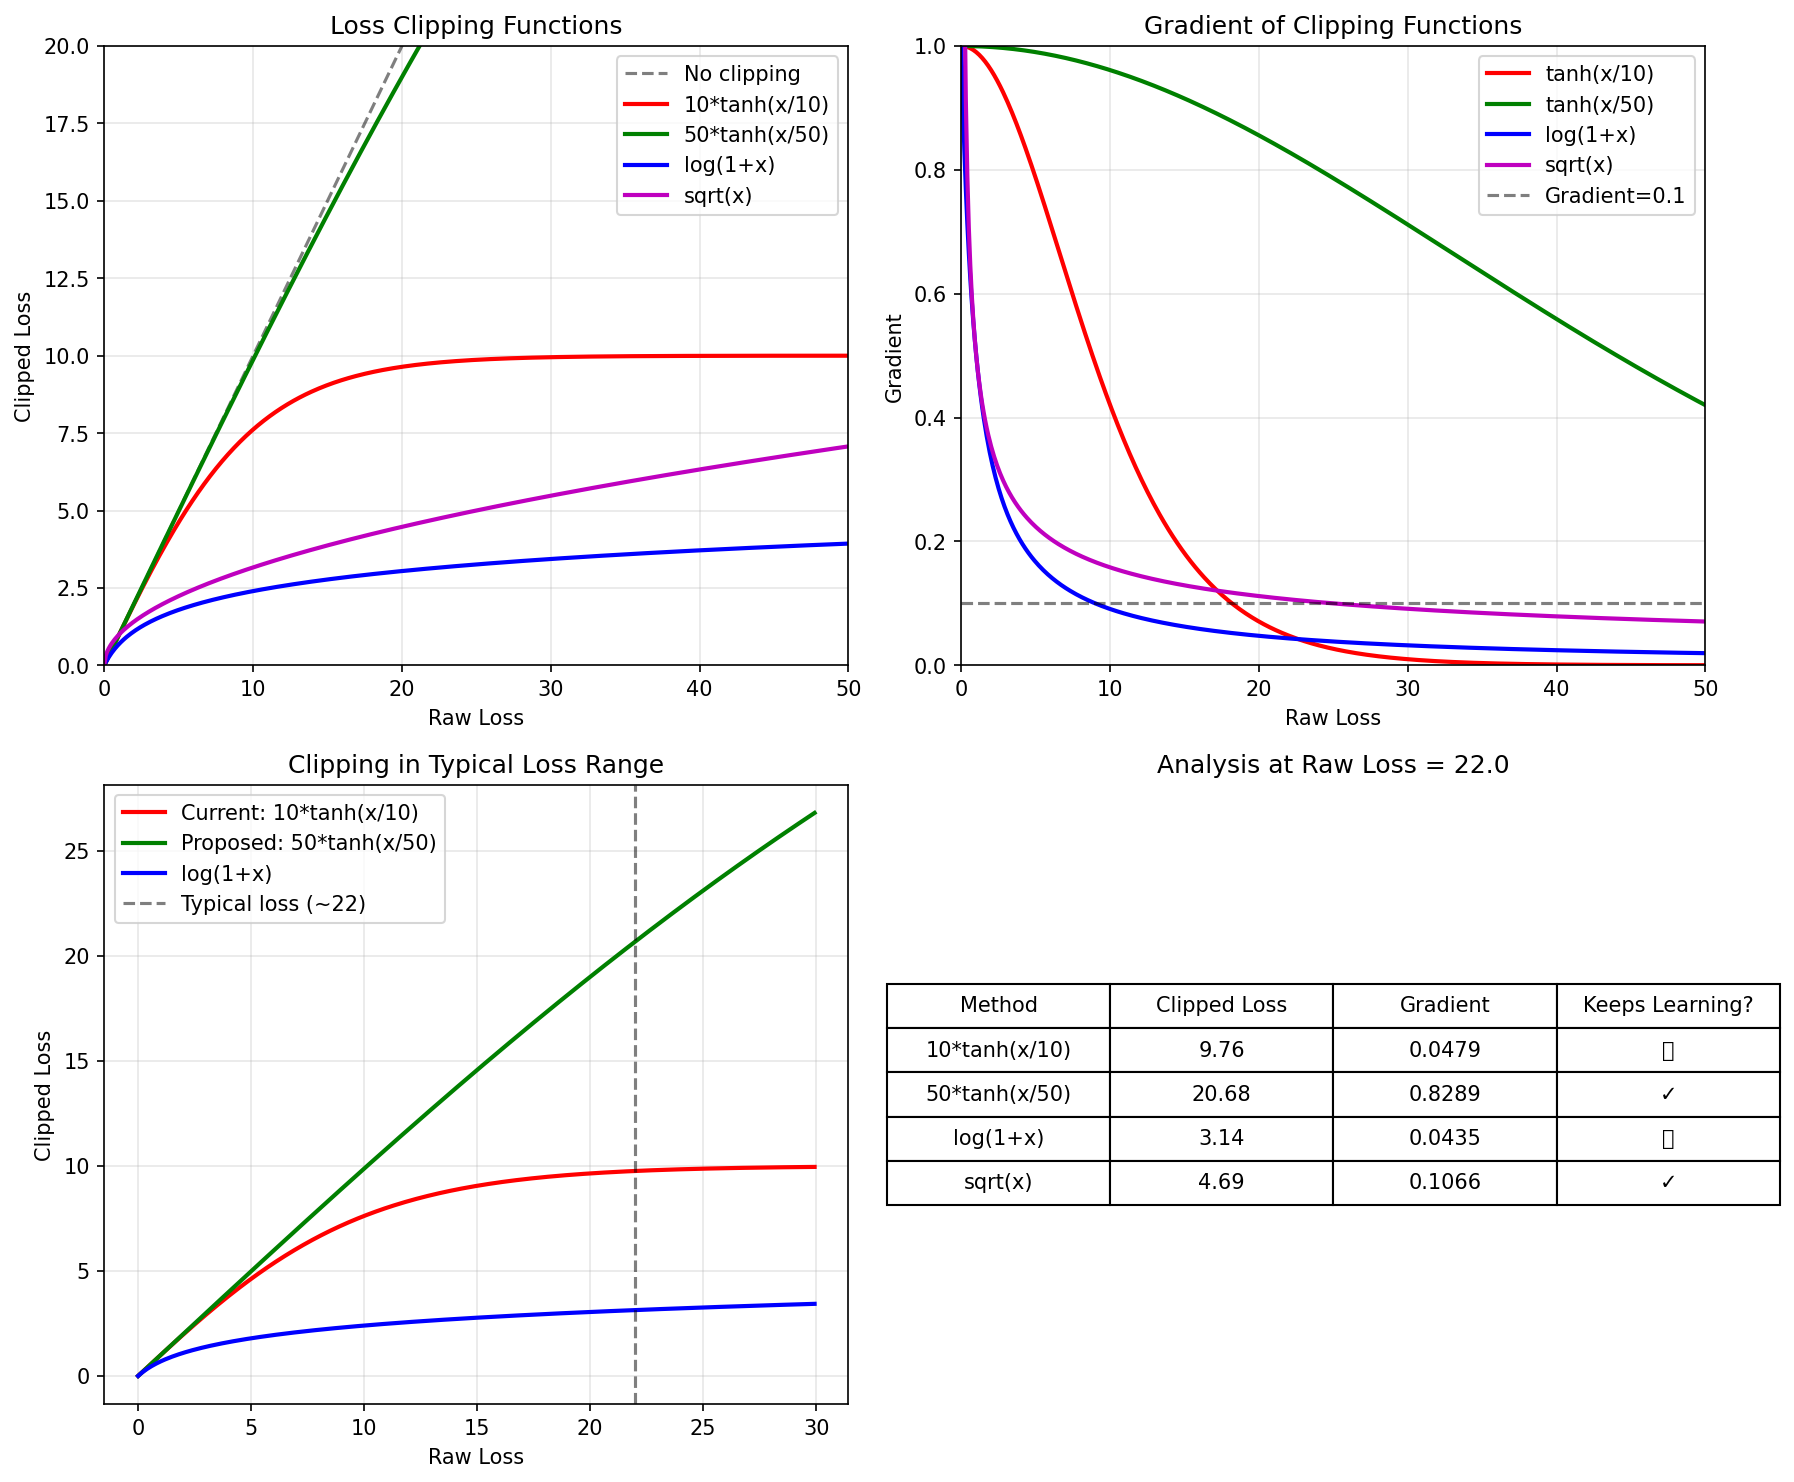 Loss Clipping Functions
20.0
17.5
15.0
12.5
10.0
7.5
5.0
2.5
0.0
Clipped Loss
No clipping
10*tanh(x/10)
50*tanh(x/50)
log(1+x)
sqrt(x)
0 10 20 30 40 50
Raw Loss
Gradient of Clipping Functions
1.0
0.8
0.6
0.4
0.2
0.0
Gradient
tanh(x/10)
tanh(x/50)
log(1+x)
sqrt(x)
Gradient=0.1
0 10 20 30 40 50
Raw Loss
Clipping in Typical Loss Range
25
20
15
10
5
0
Clipped Loss
Current: 10*tanh(x/10)
Proposed: 50*tanh(x/50)
log(1+x)
Typical loss (~22)
0 5 10 15 20 25 30
Raw Loss
Analysis at Raw Loss = 22.0
Method Clipped Loss Gradient Keeps Learning?
10*tanh(x/10) 9.76 0.0479
50*tanh(x/50) 20.68 0.8289 ✓
log(1+x) 3.14 0.0435
sqrt(x) 4.69 0.1066 ✓